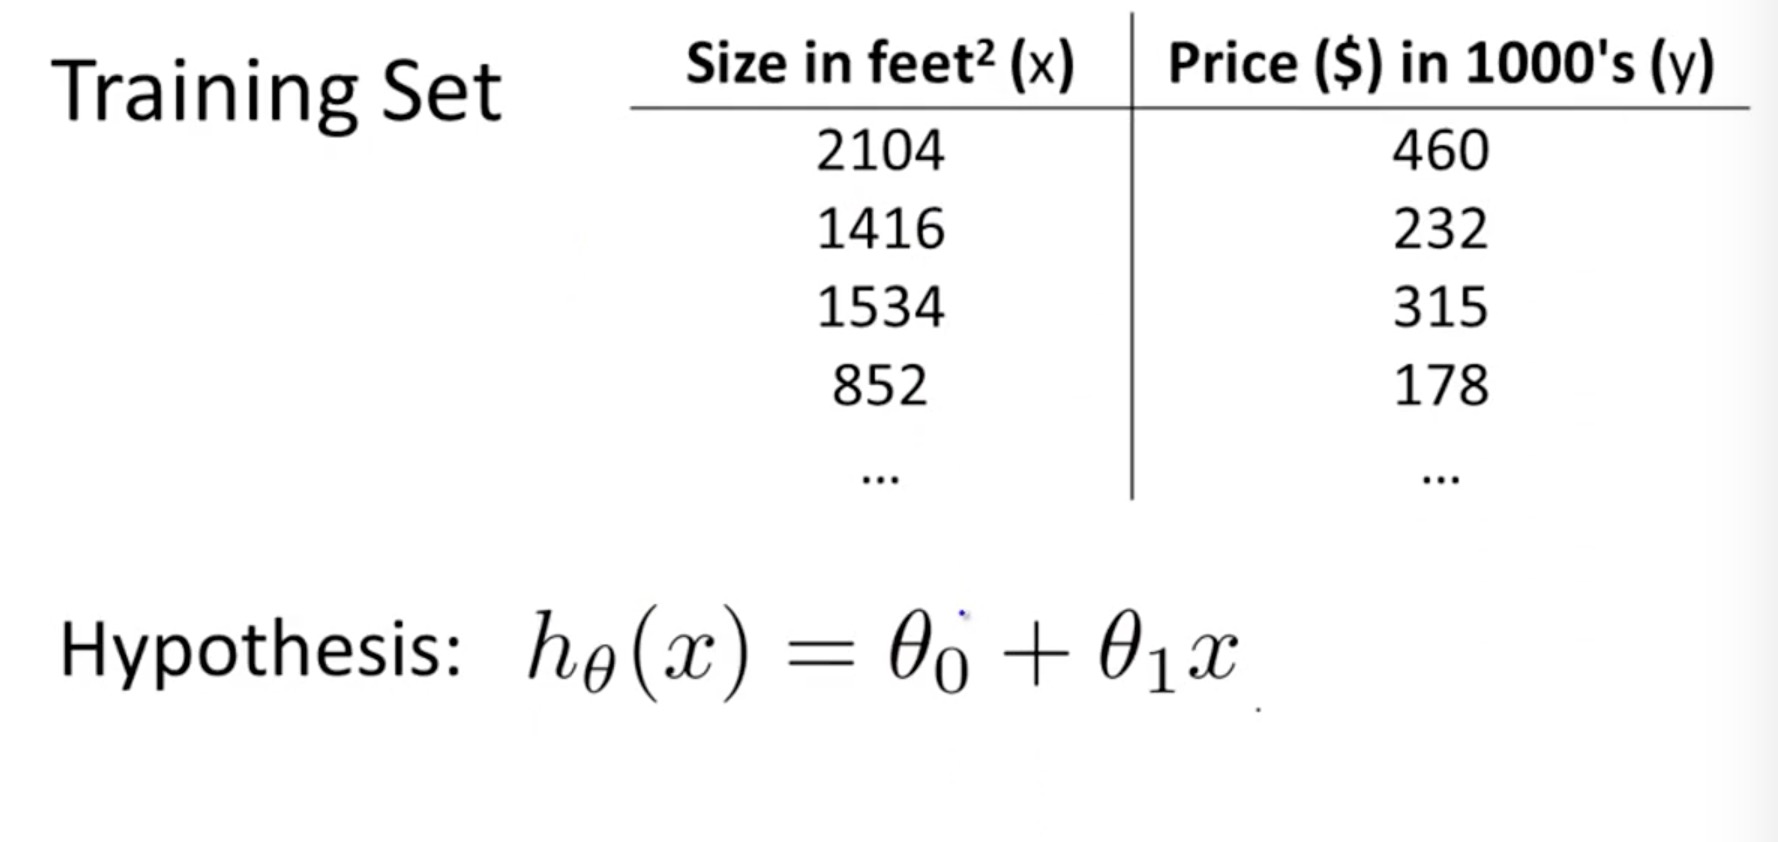 Training Set
Size in feet² (x) Price ($) in 1000's (y)
2104 460
1416 232
1534 315
852 178
... ...
Hypothesis: hθ(x) = θ₀ + θ₁x